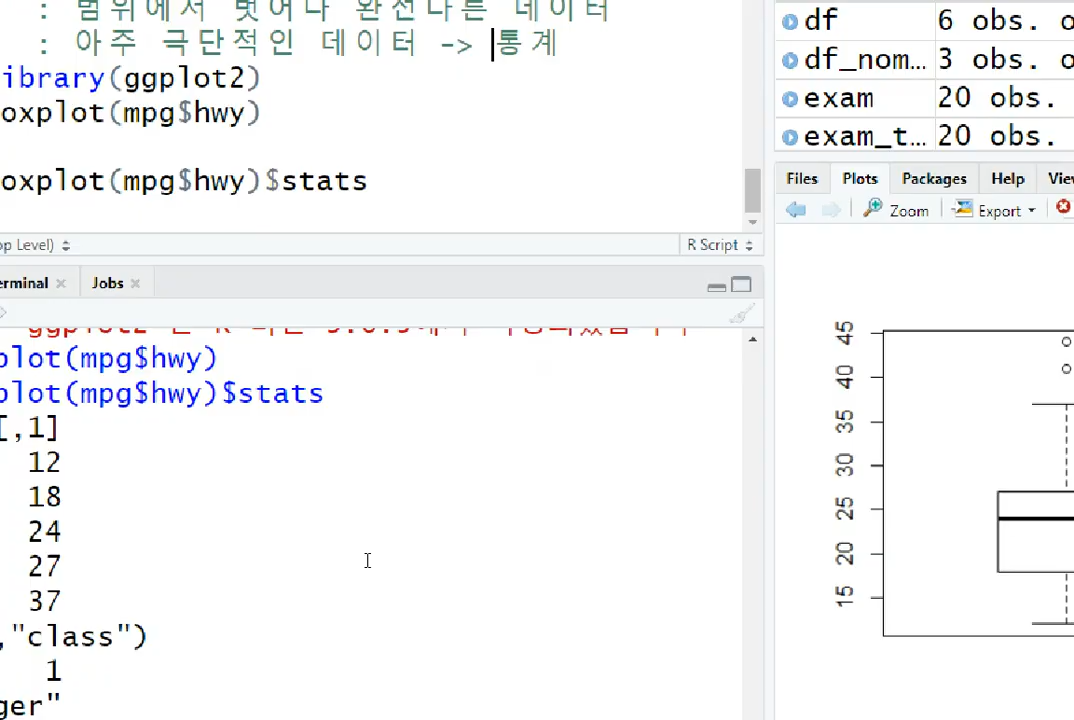 : 범위에서 벗어나 완전다른 데이터
: 아주 극단적인 데이터 -> 통계
ibrary(ggplot2)
oxplot(mpg$hwy)
oxplot(mpg$hwy)$stats
op Level)
R Script
erminal
Jobs
plot(mpg$hwy)
plot(mpg$hwy)$stats
[,1]
12
18
24
27
37
,"class")
1
ger"
df 6 obs. o
df_nom… 3 obs. o
exam 20 obs.
exam_t… 20 obs.
Files Plots Packages Help Vie
Zoom Export
45
40
35
30
25
20
15